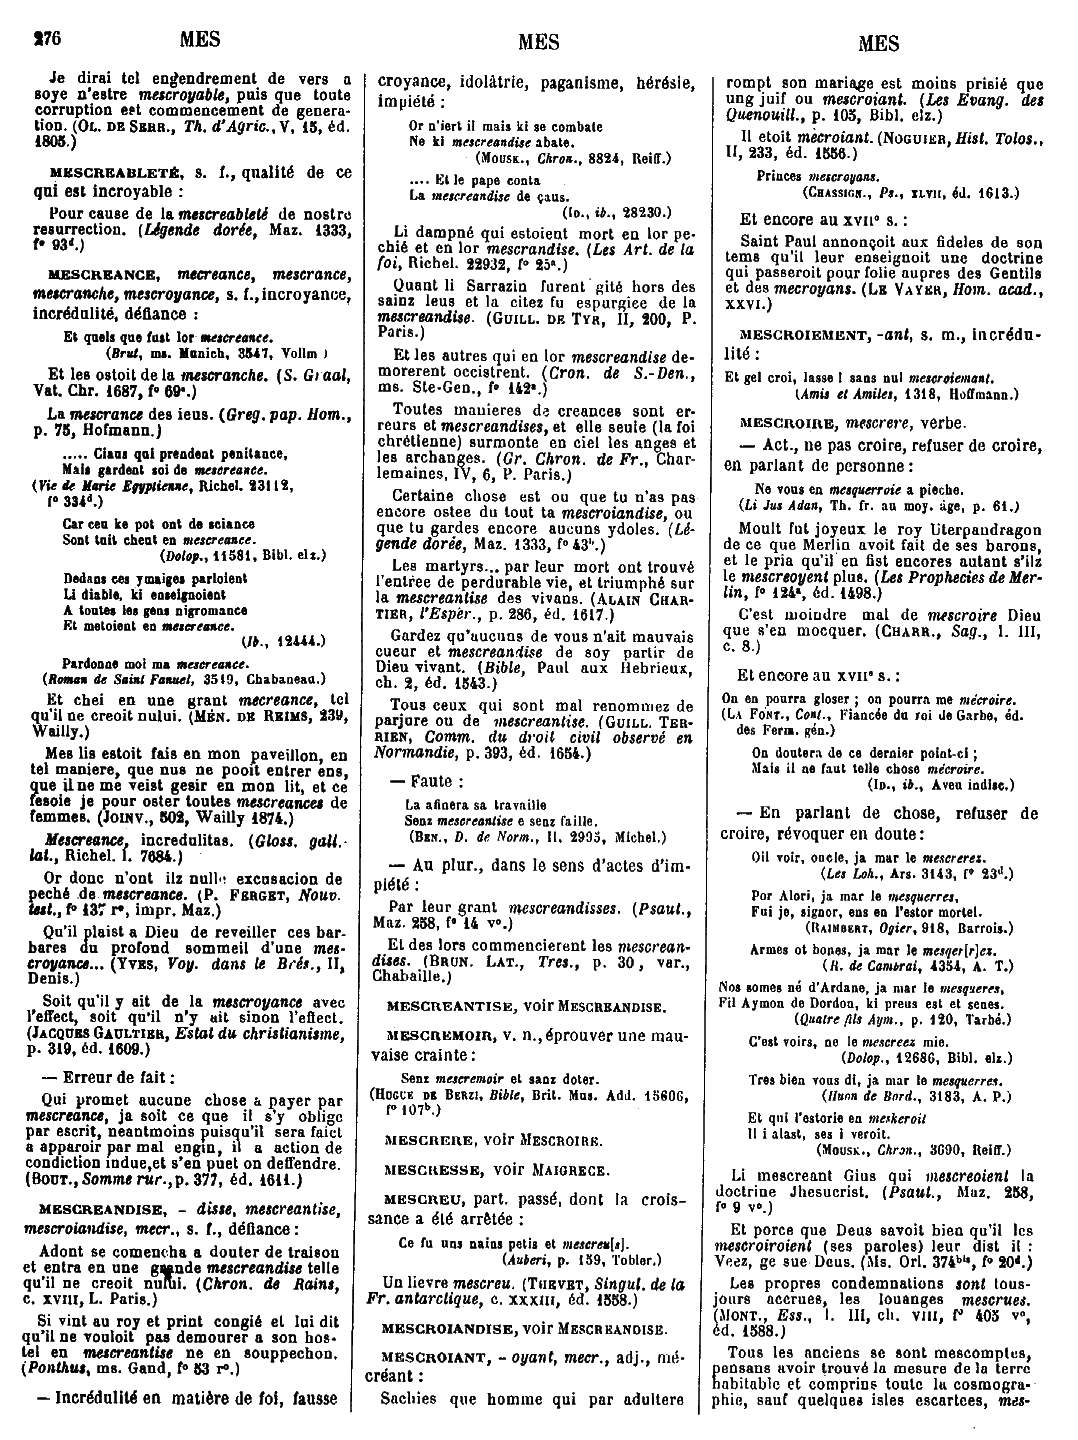 276 MES MES MES
Je dirai tel engendrement de vers a
soye n'estre mescroyable, puis que toute
corruption est commencement de genera-
tion. (OL. DE SERR., Th. d'Agric., V, 15, éd.
1805.)
MESCREABLETÉ, s. f., qualité de ce
qui est incroyable :
Pour cause de la mescreableté de nostre
resurrection. (Légende dorée, Maz. 1333,
f° 93d.)
MESCREANCE, mecreance, mescrance,
mescranche, mescroyance, s. f., incroyance,
incrédulité, défiance :
Et quels que fust lor mescreance.
(Brut, ms. Munich, 3547, Vollm )
Et les ostoit de la mescranche. (S. Graal,
Vat. Chr. 1687, f° 69a.)
La mescrance des ieus. (Greg. pap. Hom.,
p. 75, Hofmann.)
..... Ciaus qui prendent penitance,
Mais gardent soi de mescreance.
(Vie de Marie Egyptienne, Richel. 23112,
f° 334d.)
Car ceu ke pot ont de sciance
Sont tuit cheut en mescreance.
(Dolop., 11581, Bibl. elz.)
Dedans ces ymaiges parloient
Li diable, ki enseignoient
A toutes les gens nigromance
Et metoient en mescreance.
(Ib., 12444.)
Pardonne moi ma mescreance.
(Roman de Saint Fanuel, 3519, Chabaneau.)
Et chei en une grant mecreance, tel
qu'il ne creoit nului. (MÉN. DE REIMS, 239,
Wailly.)
Mes lis estoit fais en mon paveillon, en
tel maniere, que nus ne pooit entrer ens,
que il ne me veist gesir en mon lit, et ce
fesoie je pour oster toutes mescreances de
femmes. (JOINV., 502, Wailly 1874.)
Mescreance, incredulitas. (Gloss. gall.-
lat., Richel. l. 7684.)
Or donc n'ont ilz nulle excusacion de
peché de mescreance. (P. FERGET, Nouv.
test., f° 137 r°, impr. Maz.)
Qu'il plaist a Dieu de reveiller ces bar-
bares du profond sommeil d'une mes-
croyance... (YVES, Voy. dans le Brés., II,
Denis.)
Soit qu'il y ait de la mescroyance avec
l'effect, soit qu'il n'y ait sinon l'effect.
(JACQUES GAULTIER, Estat du christianisme,
p. 319, éd. 1609.)
— Erreur de fait :
Qui promet aucune chose a payer par
mescreance, ja soit ce que il s'y oblige
par escrit, neantmoins puisqu'il sera faict
a apparoir par mal engin, il a action de
condiction indue, et s'en puet on deffendre.
(BOUT., Somme rur., p. 377, éd. 1611.)
MESCREANDISE, - disse, mescreantise,
mescroiandise, mecr., s. f., défiance :
Adont se comencha a douter de traison
et entra en une grande mescreandise telle
qu'il ne creoit nului. (Chron. de Rains,
c. XVIII, L. Paris.)
Si vint au roy et print congié et lui dit
qu'il ne vouloit pas demourer a son hos-
tel en mescreantise ne en souppechon.
(Ponthus, ms. Gand, f° 53 r°.)
— Incrédulité en matière de foi, fausse
croyance, idolâtrie, paganisme, hérésie,
impiété :
Or n'iert il mais ki se combate
Ne ki mescreandise abate.
(MOUSK., Chron., 8824, Reiff.)
.... Et le pape conta
La mescreandise de çaus.
(ID., ib., 28230.)
Li dampné qui estoient mort en lor pe-
chié et en lor mescrandise. (Les Art. de la
foi, Richel. 22932, f° 25a.)
Quant li Sarrazin furent gité hors des
sainz leus et la citez fu espurgiee de la
mescreandise. (GUILL. DE TYR, II, 200, P.
Paris.)
Et les autres qui en lor mescreandise de-
morerent occistrent. (Cron. de S.-Den.,
ms. Ste-Gen., f° 142a.)
Toutes manieres de creances sont er-
reurs et mescreandises, et elle seule (la foi
chrétienne) surmonte en ciel les anges et
les archanges. (Gr. Chron. de Fr., Char-
lemaines, IV, 6, P. Paris.)
Certaine chose est ou que tu n'as pas
encore ostee du tout ta mescroiandise, ou
que tu gardes encore aucuns ydoles. (Lé-
gende dorée, Maz. 1333, f° 43b.)
Les martyrs... par leur mort ont trouvé
l'entree de perdurable vie, et triumphé sur
la mescreantise des vivans. (ALAIN CHAR-
TIER, l'Espér., p. 286, éd. 1617.)
Gardez qu'aucuns de vous n'ait mauvais
cueur et mescreandise de soy partir de
Dieu vivant. (Bible, Paul aux Hebrieux,
ch. 2, éd. 1543.)
Tous ceux qui sont mal renommez de
parjure ou de mescreantise. (GUILL. TER-
RIEN, Comm. du droit civil observé en
Normandie, p. 393, éd. 1654.)
— Faute :
La afinera sa travaille
Senz mescreantise e senz faille.
(BEN., D. de Norm., II, 2995, Michel.)
— Au plur., dans le sens d'actes d'im-
piété :
Par leur grant mescreandisses. (Psaut.,
Maz. 258, f° 14 v°.)
Et des lors commencierent les mescrean-
dises. (BRUN. LAT., Tres., p. 30, var.,
Chabaille.)
MESCREANTISE, voir MESCREANDISE.
MESCREMOIR, v. n., éprouver une mau-
vaise crainte :
Senz mescremoir et sanz doter.
(HUGUE DE BERZI, Bible, Brit. Mus. Add. 15606,
f° 107b.)
MESCRERE, voir MESCROIRE.
MESCRESSE, voir MAIGRECE.
MESCREU, part. passé, dont la crois-
sance a été arrêtée :
Ce fu uns nains petis et mescreu[s].
(Auberi, p. 159, Tobler.)
Un lievre mescreu. (THEVET, Singul. de la
Fr. antarctique, c. XXXIII, éd. 1558.)
MESCROIANDISE, voir MESCREANDISE.
MESCROIANT, - oyant, mecr., adj., mé-
créant :
Sachies que homme qui par adultere
rompt son mariage est moins prisié que
ung juif ou mescroiant. (Les Evang. des
Quenouill., p. 105, Bibl. elz.)
Il etoit mècroiant. (NOGUIER, Hist. Tolos.,
II, 233, éd. 1556.)
Princes mescroyans.
(CHASSIGN., Ps., XLVII, éd. 1613.)
Et encore au XVIIe s. :
Saint Paul annonçoit aux fideles de son
tems qu'il leur enseignoit une doctrine
qui passeroit pour folie aupres des Gentils
et des mecroyans. (LE VAYER, Hom. acad.,
XXVI.)
MESCROIEMENT, -ant, s. m., incrédu-
lité :
Et gel croi, lasse ! sans nul mescroiemant.
(Amis et Amiles, 1318, Hoffmann.)
MESCROIRE, mescrere, verbe.
— Act., ne pas croire, refuser de croire,
en parlant de personne :
Ne vous en mesquerroie a pieche.
(Li Jus Adan, Th. fr. au moy. âge, p. 61.)
Moult fut joyeux le roy Uterpandragon
de ce que Merlin avoit fait de ses barons,
et le pria qu'il en fist encores autant s'ilz
le mescreoyent plus. (Les Prophecies de Mer-
lin, f° 124a, éd. 1498.)
C'est moindre mal de mescroire Dieu
que s'en mocquer. (CHARR., Sag., l. III,
c. 8.)
Et encore au XVIIe s. :
On en pourra gloser ; on pourra me mécroire.
(LA FONT., Cont., Fiancée du roi de Garbe, éd.
des Ferm. gén.)
On doutera de ce dernier point-ci ;
Mais il ne faut telle chose mécroire.
(ID., ib., Aveu indisc.)
— En parlant de chose, refuser de
croire, révoquer en doute :
Oïl voir, oncle, ja mar le mescrerez.
(Les Loh., Ars. 3143, f° 23d.)
Por Alori, ja mar le mesquerres,
Fui je, signor, ens en l'estor mortel.
(RAIMBERT, Ogier, 918, Barrois.)
Armes ot bones, ja mar le mesqer[r]ez.
(R. de Cambrai, 4354, A. T.)
Nos somes né d'Ardane, ja mar le mesqueres,
Fil Aymon de Dordon, ki preus est et senes.
(Quatre fils Aym., p. 120, Tarbé.)
C'est voirs, ne le mescreez mie.
(Dolop., 12686, Bibl. elz.)
Tres bien vous di, ja mar le mesquerres.
(Huon de Bord., 3183, A. P.)
Et qui l'estorie en meskeroit
Il i alast, ses i veroit.
(MOUSK., Chron., 3690, Reiff.)
Li mescreant Gius qui mescreoient la
doctrine Jhesucrist. (Psaut., Maz. 258,
f° 9 v°.)
Et porce que Deus savoit bien qu'il les
mescroiroient (ses paroles) leur dist il :
Veez, ge sue Deus. (Ms. Orl. 374bis, f° 20d.)
Les propres condemnations sont tous-
jours accrues, les louanges mescrues.
(MONT., Ess., l. III, ch. VIII, f° 405 v°,
éd. 1588.)
Tous les anciens se sont mescomptes,
pensans avoir trouvé la mesure de la terre
habitable et comprins toute la cosmogra-
phie, sauf quelques isles escartees, mes-